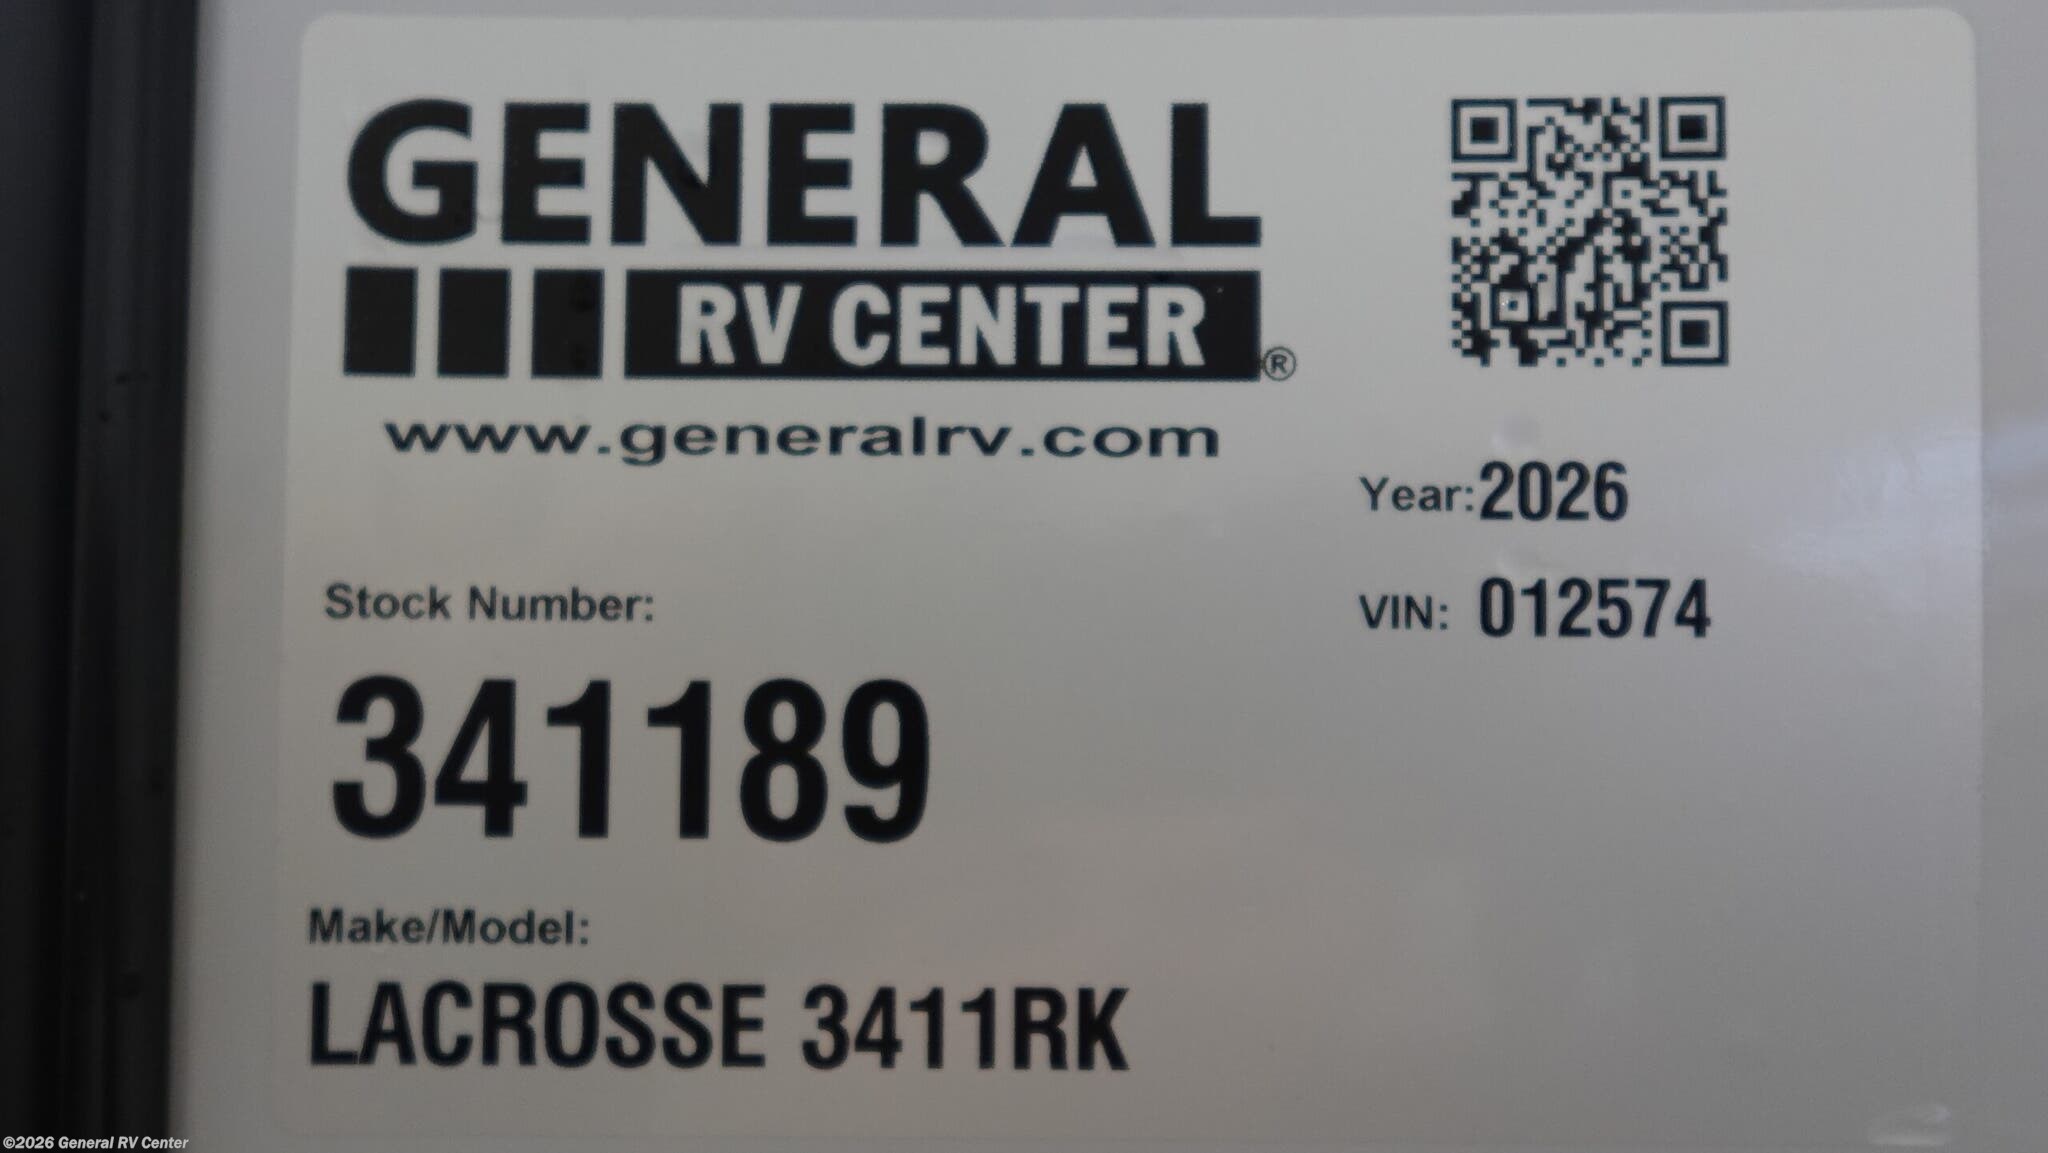 GENERAL
RV CENTER®
www.generalrv.com
Year: 2026
VIN: 012574
Stock Number:
341189
Make/Model:
LACROSSE 3411RK
©2026 General RV Center